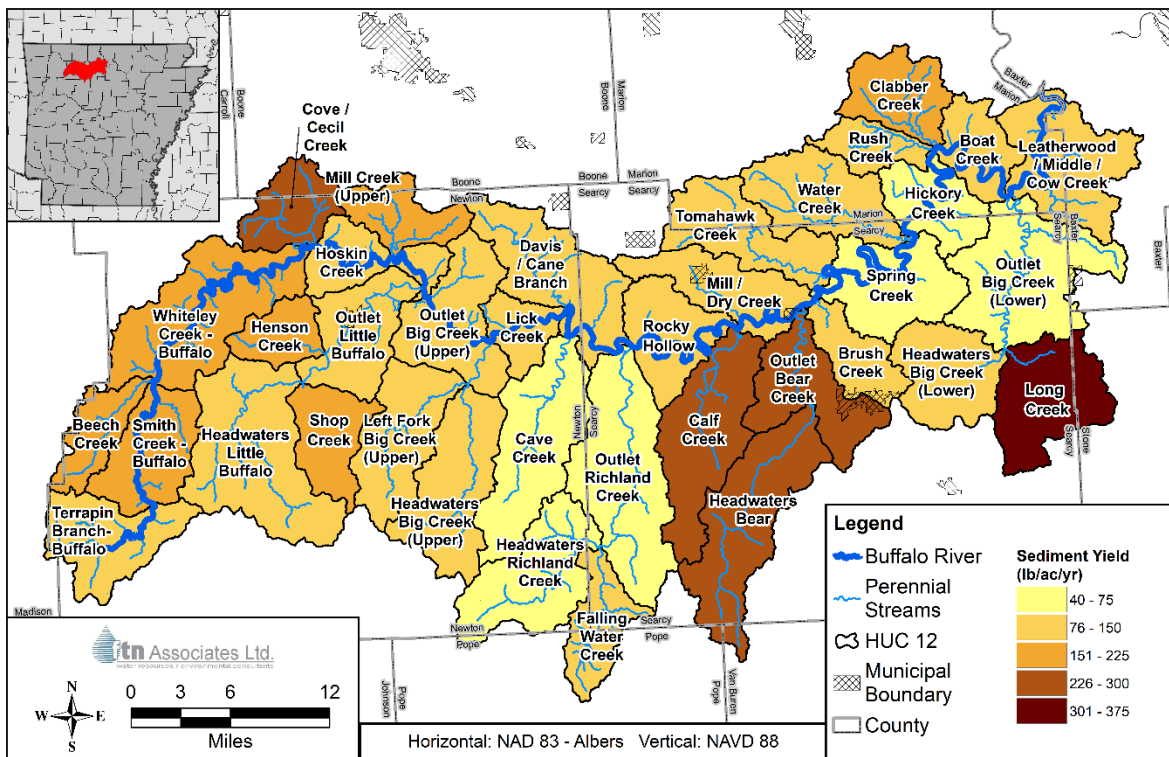 Carroll
Boone
Marion
Boone
Baxter
Marion
Cove /
Cecil
Creek
Mill Creek
(Upper)
Boone
Newton
Boone
Searcy
Marion
Searcy
Clabber
Creek
Rush
Creek
Boat
Creek
Leatherwood
/ Middle /
Cow Creek
Hickory
Creek
Water
Creek
Tomahawk
Creek
Marion
Searcy
Baxter
Searcy
Baxter
Hoskin
Creek
Davis
/ Cane
Branch
Mill /
Dry Creek
Spring
Creek
Outlet
Big Creek
(Lower)
Whiteley
Creek -
Buffalo
Henson
Creek
Outlet
Little
Buffalo
Outlet
Big Creek
(Upper)
Lick
Creek
Rocky
Hollow
Outlet
Bear
Creek
Brush
Creek
Headwaters
Big Creek
(Lower)
Long
Creek
Searcy
Stone
Beech
Creek
Smith
Creek -
Buffalo
Headwaters
Little
Buffalo
Shop
Creek
Left Fork
Big Creek
(Upper)
Cave
Creek
Newton
Searcy
Outlet
Richland
Creek
Calf
Creek
Headwaters
Bear
Terrapin
Branch-
Buffalo
Headwaters
Big Creek
(Upper)
Headwaters
Richland
Creek
Falling
Water
Creek
Madison
Newton
Pope
Searcy
Pope
Johnson
Pope
Pope
Van Buren
ftn Associates Ltd.
water resources / environmental consultants
N
W E
S
0 3 6 12
Miles
Horizontal: NAD 83 - Albers Vertical: NAVD 88
Legend
Buffalo River
Perennial
Streams
HUC 12
Municipal
Boundary
County
Sediment Yield
(lb/ac/yr)
40 - 75
76 - 150
151 - 225
226 - 300
301 - 375